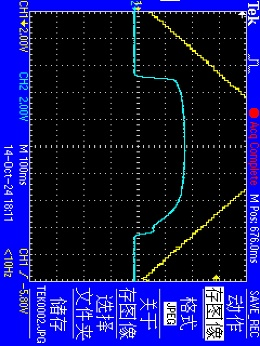 Tek
Acq Complete
M Pos: 676.0ms
SAVE/REC
动作
存图像
格式
JPEG
关于
存图像
选择
文件夹
储存
TEK0002.JPG
CH1 2.00V
CH2 2.00V
M 100ms
CH1 -5.80V
14-Oct-24 18:11
<10Hz